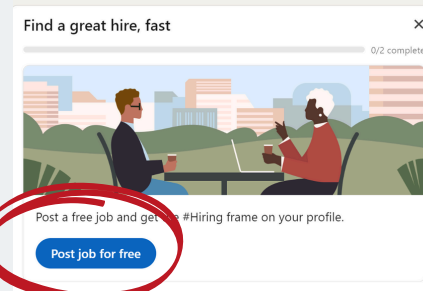 Find a great hire, fast
0/2 complete
Post a free job and get the #Hiring frame on your profile.
Post job for free